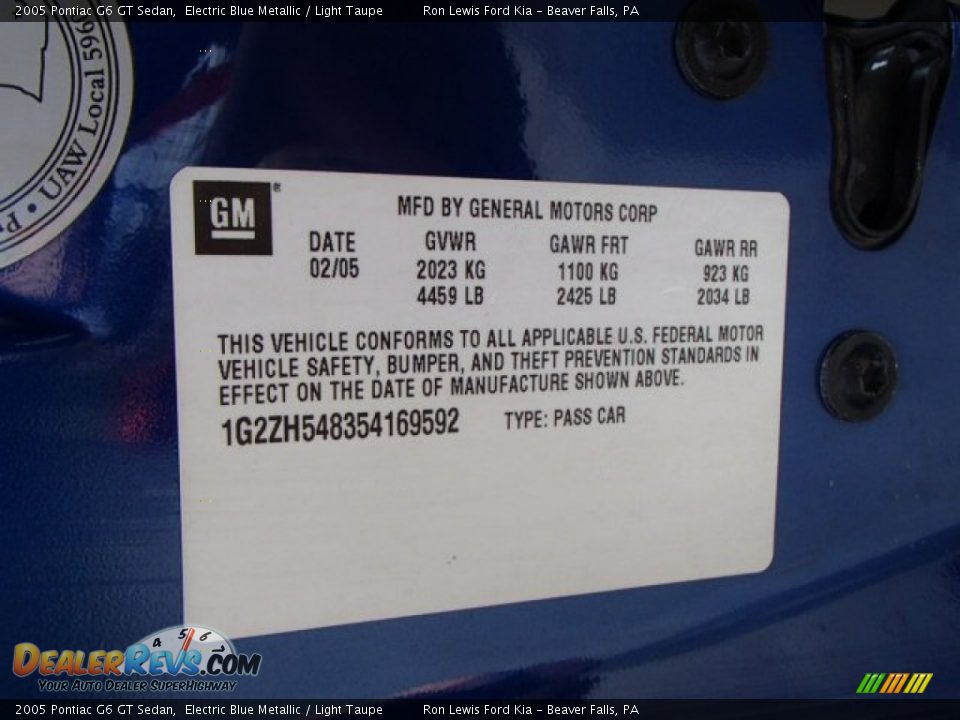 2005 Pontiac G6 GT Sedan,  Electric Blue Metallic / Light Taupe    Ron Lewis Ford Kia - Beaver Falls, PA
• UAW Local 596
GM®
MFD BY GENERAL MOTORS CORP
DATE GVWR GAWR FRT GAWR RR
02/05 2023 KG 1100 KG 923 KG
4459 LB 2425 LB 2034 LB
THIS VEHICLE CONFORMS TO ALL APPLICABLE U.S. FEDERAL MOTOR
VEHICLE SAFETY, BUMPER, AND THEFT PREVENTION STANDARDS IN
EFFECT ON THE DATE OF MANUFACTURE SHOWN ABOVE.
1G2ZH548354169592 TYPE: PASS CAR
4 5 6
DEALERREVS.COM
YOUR AUTO DEALER SUPERHIGHWAY
2005 Pontiac G6 GT Sedan,  Electric Blue Metallic / Light Taupe    Ron Lewis Ford Kia - Beaver Falls, PA